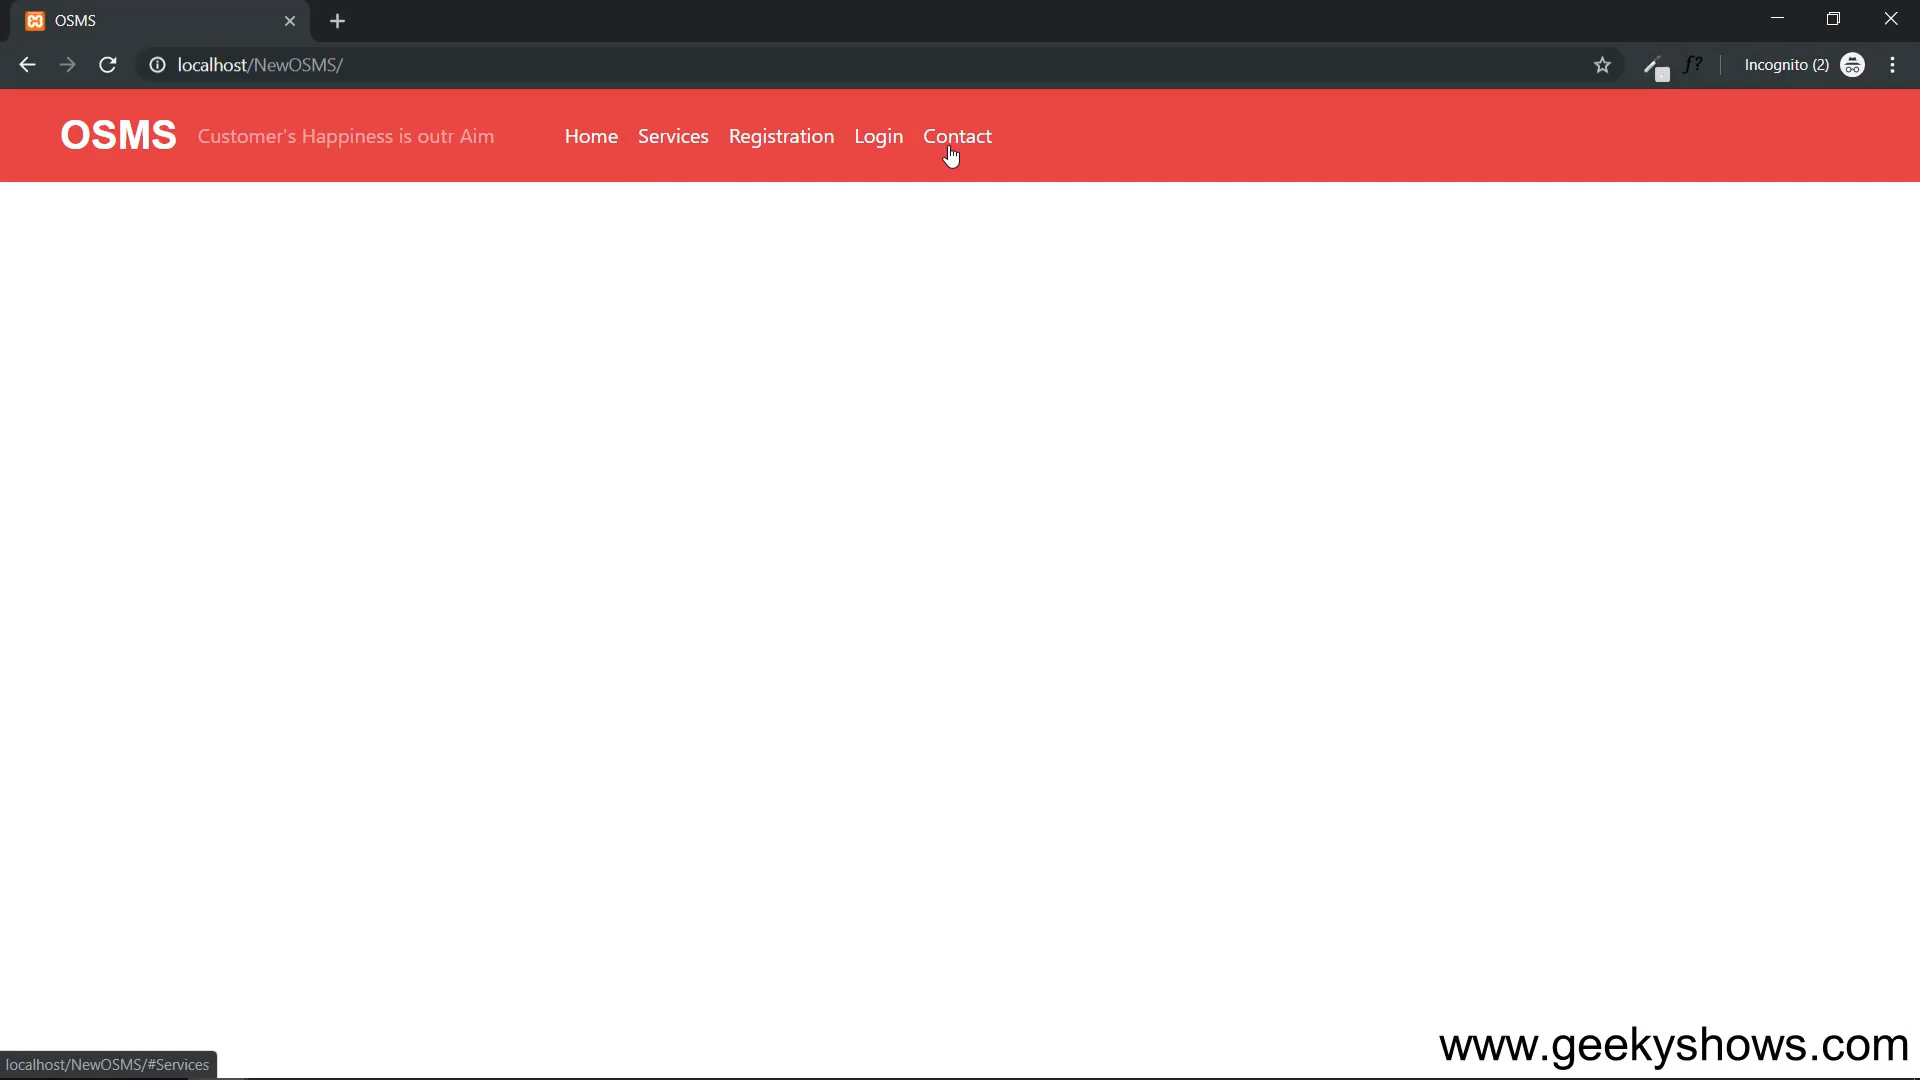 OSMS
localhost/NewOSMS/
Incognito (2)
OSMS Customer's Happiness is outr Aim Home Services Registration Login Contact
www.geekyshows.com
localhost/NewOSMS/#Services